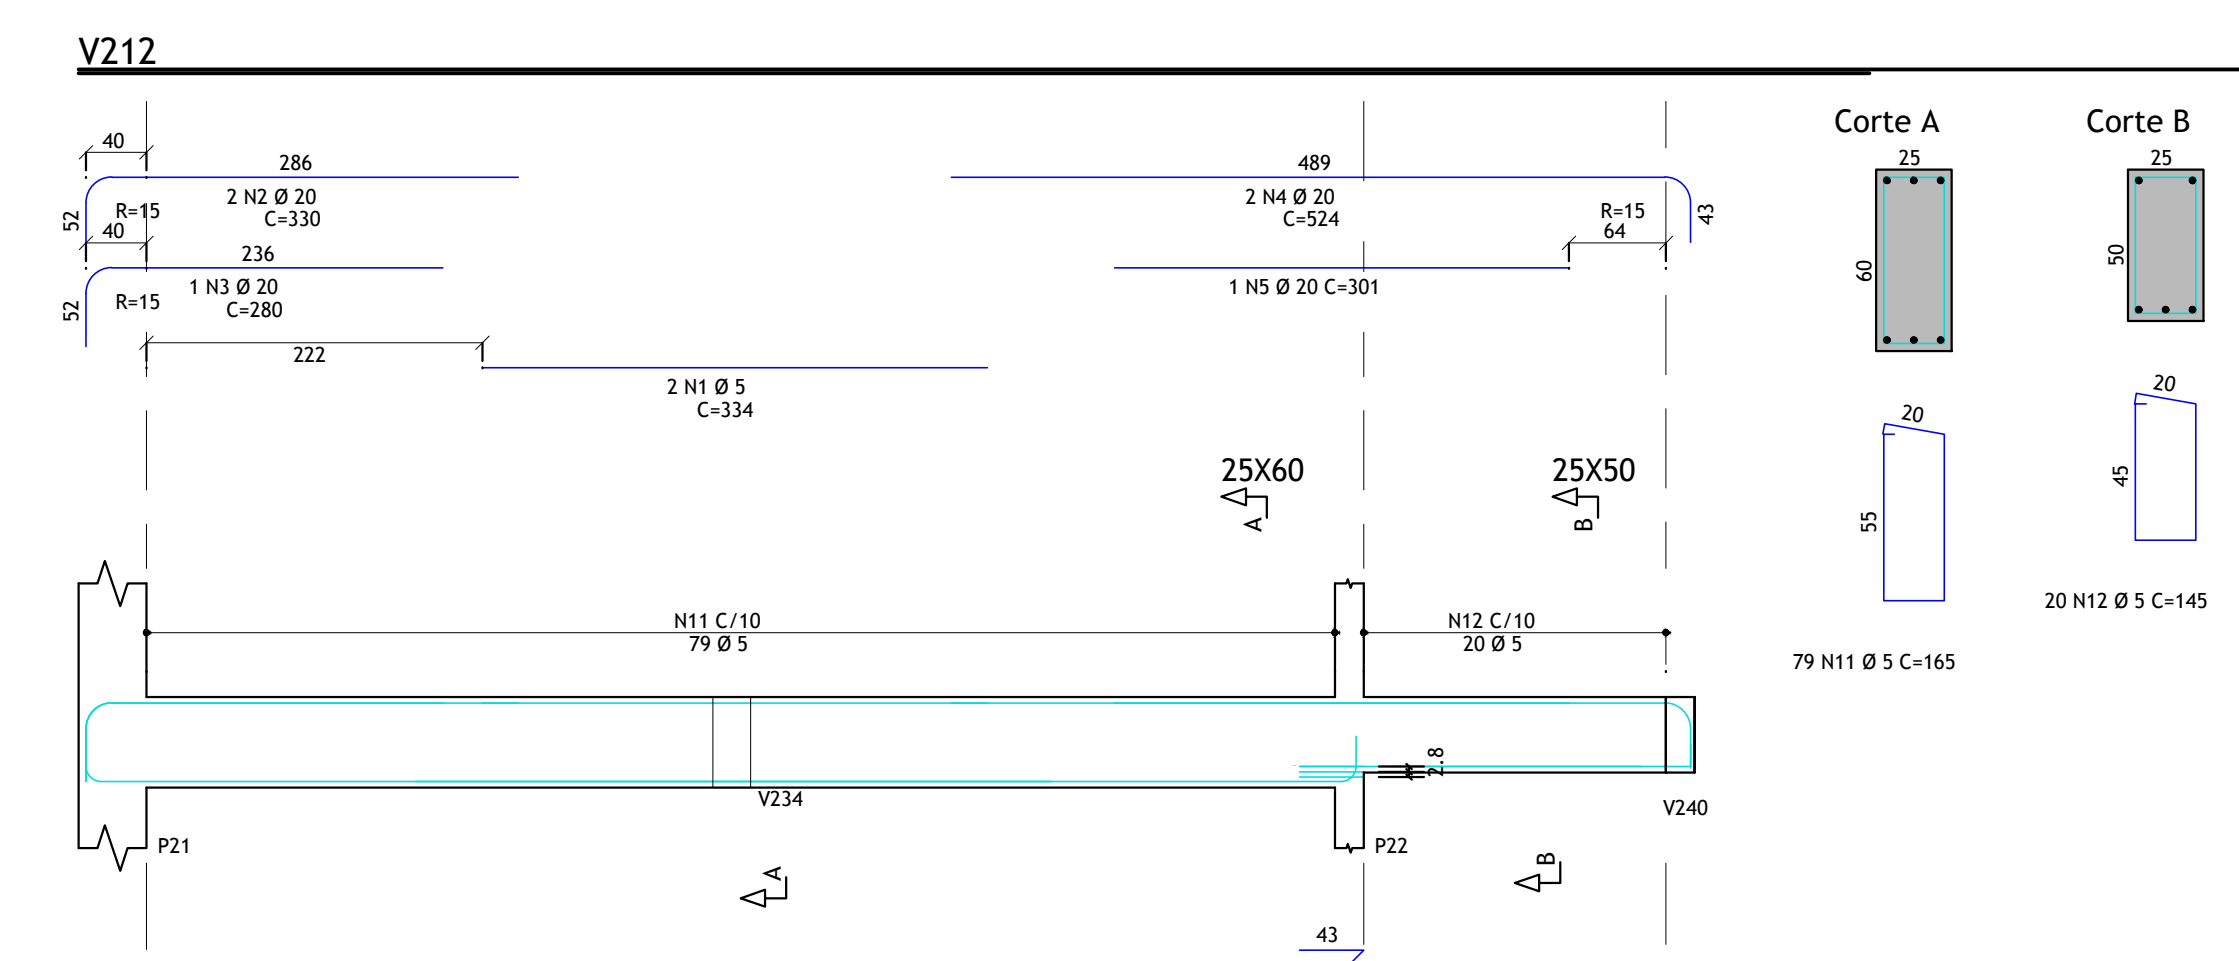 V212
Corte A
Corte B
40
286
489
25
25
2 N2 Ø 20
C=330
2 N4 Ø 20
C=524
52
R=15
R=15
43
40
64
236
60
50
1 N3 Ø 20
C=280
1 N5 Ø 20 C=301
52
R=15
222
2 N1 Ø 5
C=334
20
20
25X60
25X50
A
B
55
45
N11 C/10
79 Ø 5
N12 C/10
20 Ø 5
20 N12 Ø 5 C=145
79 N11 Ø 5 C=165
2.8
V234
V240
P21
P22
A
B
43